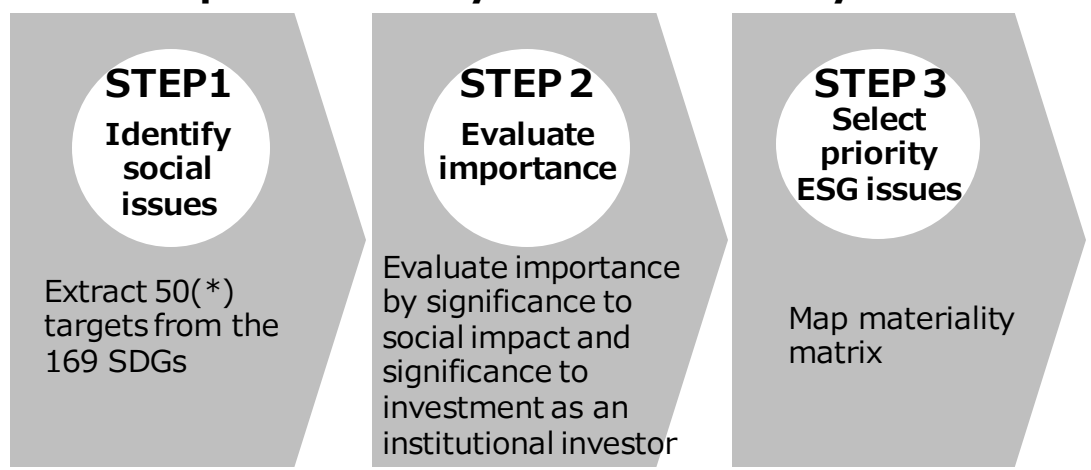 STEP1
Identify
social
issues
Extract 50(*)
targets from the
169 SDGs
STEP 2
Evaluate
importance
Evaluate importance
by significance to
social impact and
significance to
investment as an
institutional investor
STEP 3
Select
priority
ESG issues
Map materiality
matrix